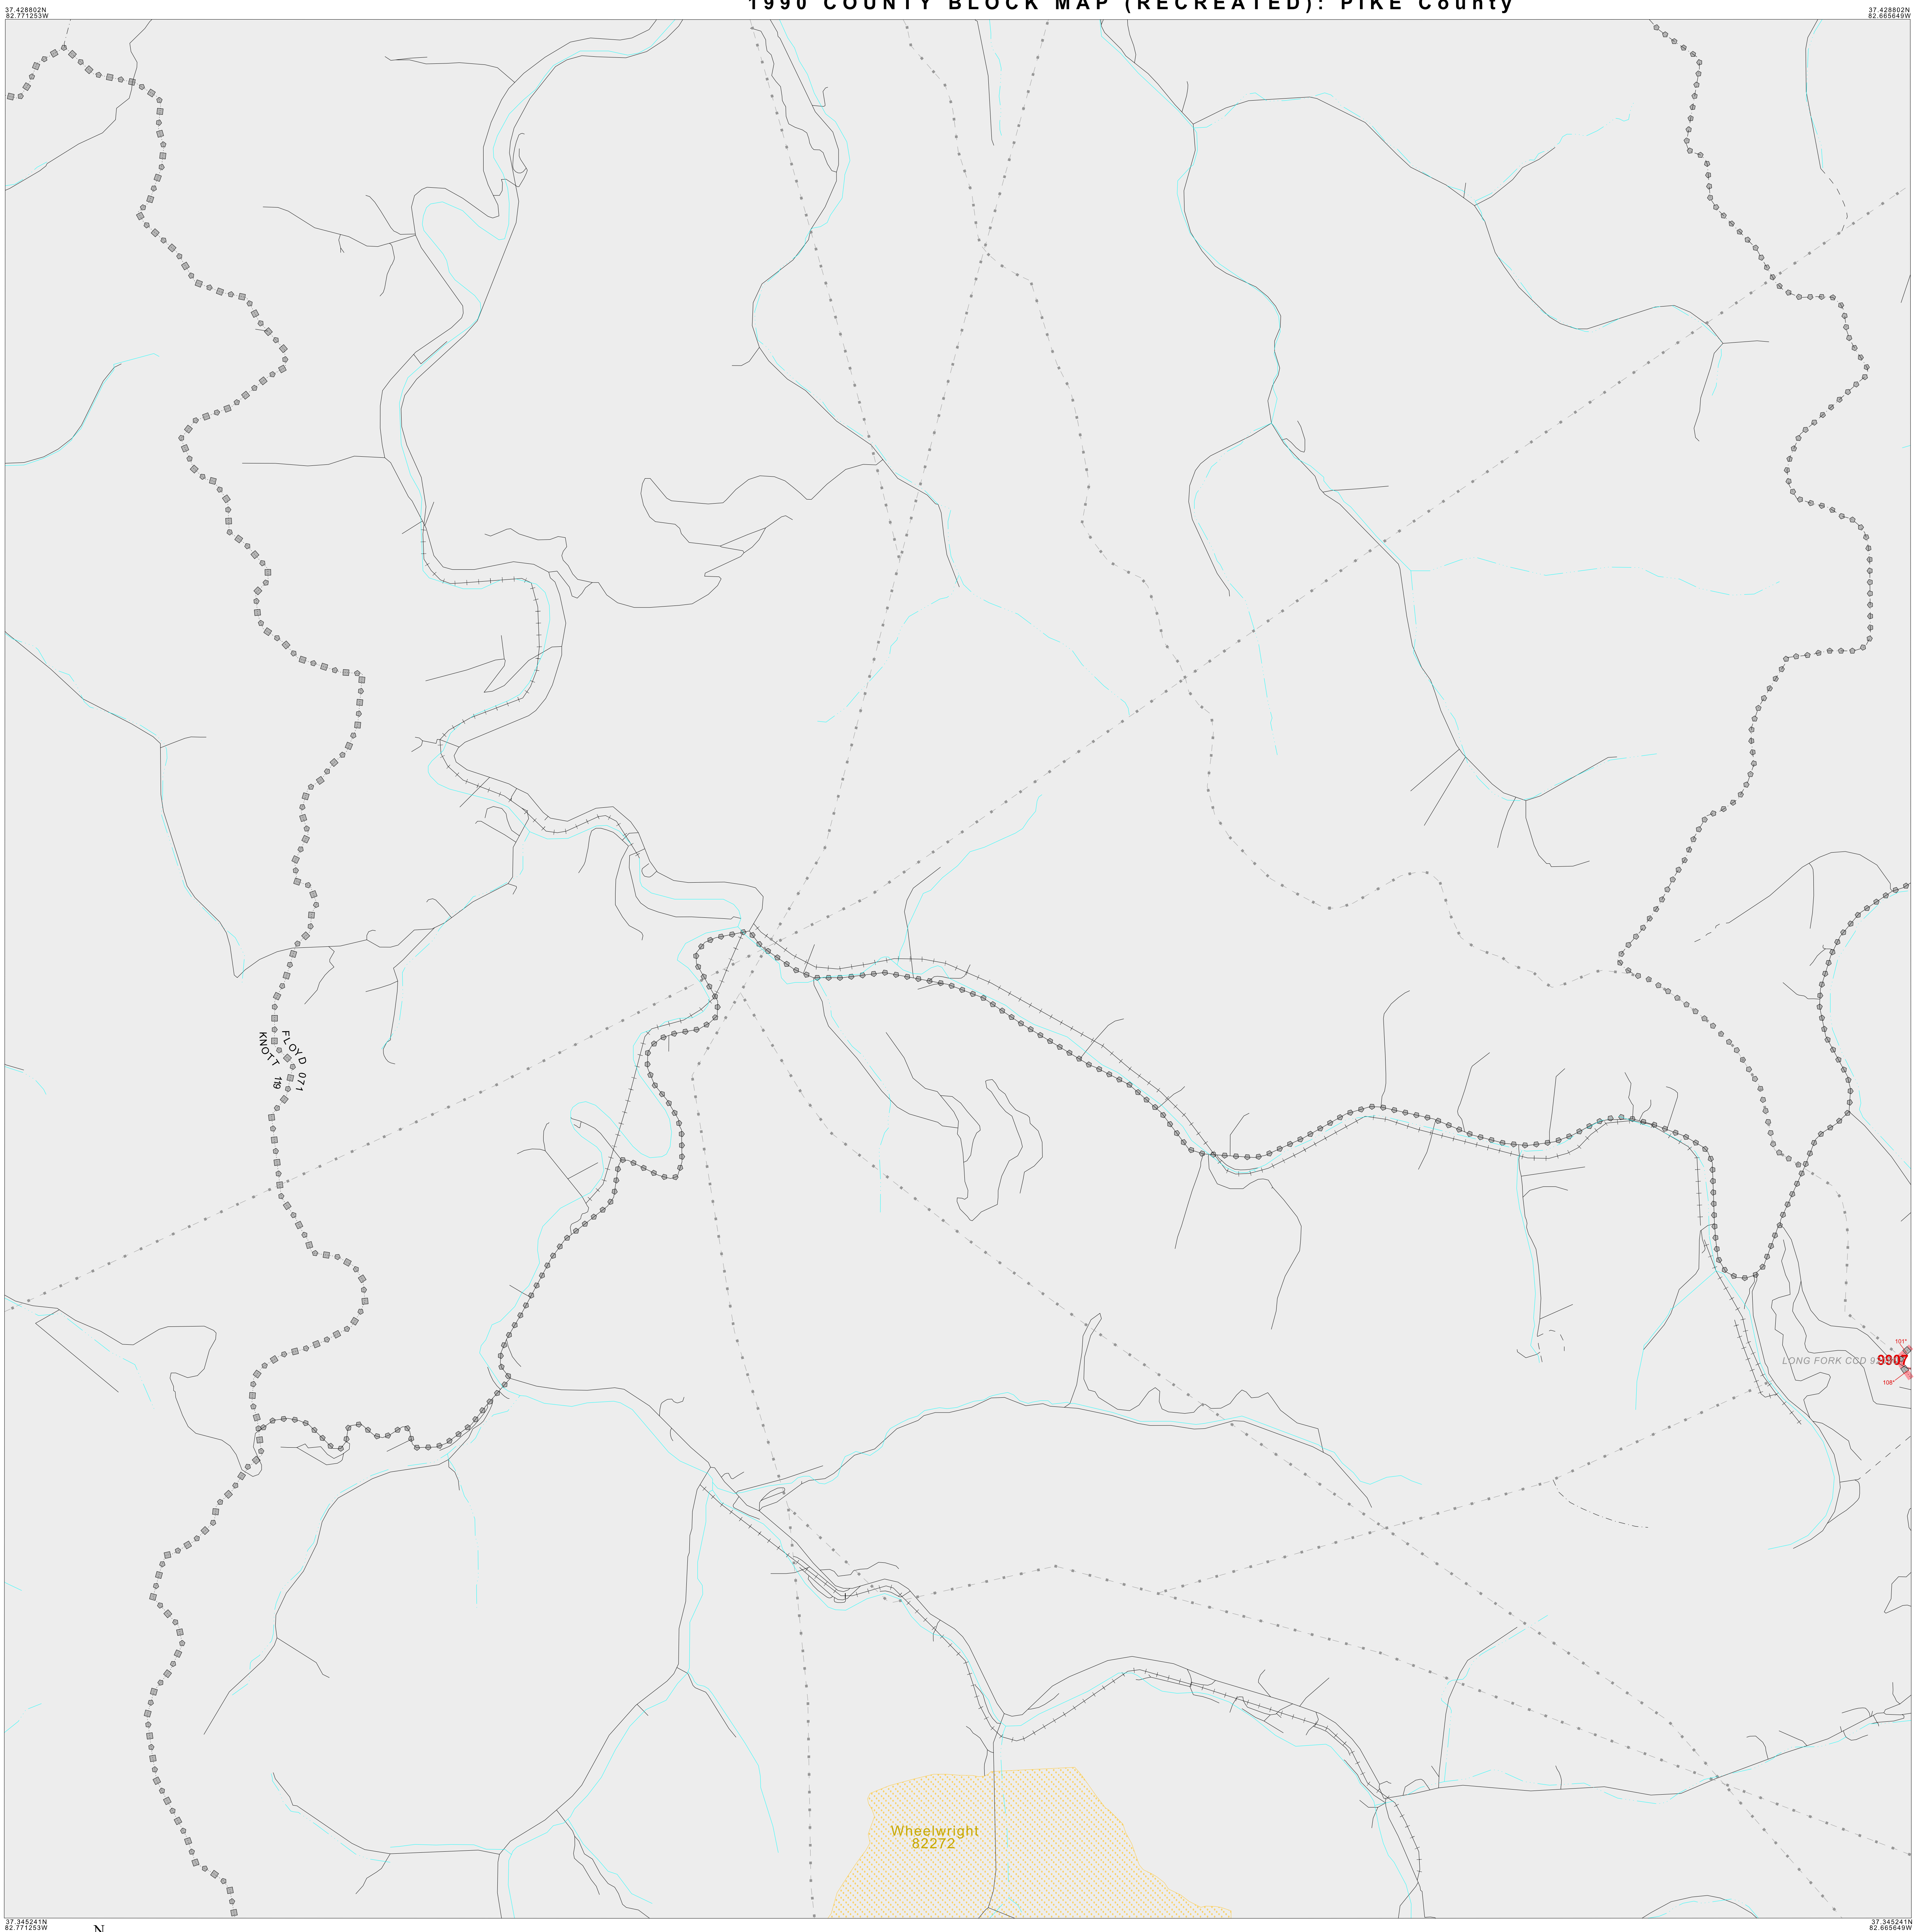 1990 COUNTY BLOCK MAP (RECREATED): PIKE County
37.428802N
82.771253W
37.428802N
82.665649W
FLOYD 071
KNOTT 119
101*
LONG FORK CCD 9
9907
108*
Wheelwright
82272
37.345241N
82.771253W
37.345241N
82.665649W
N